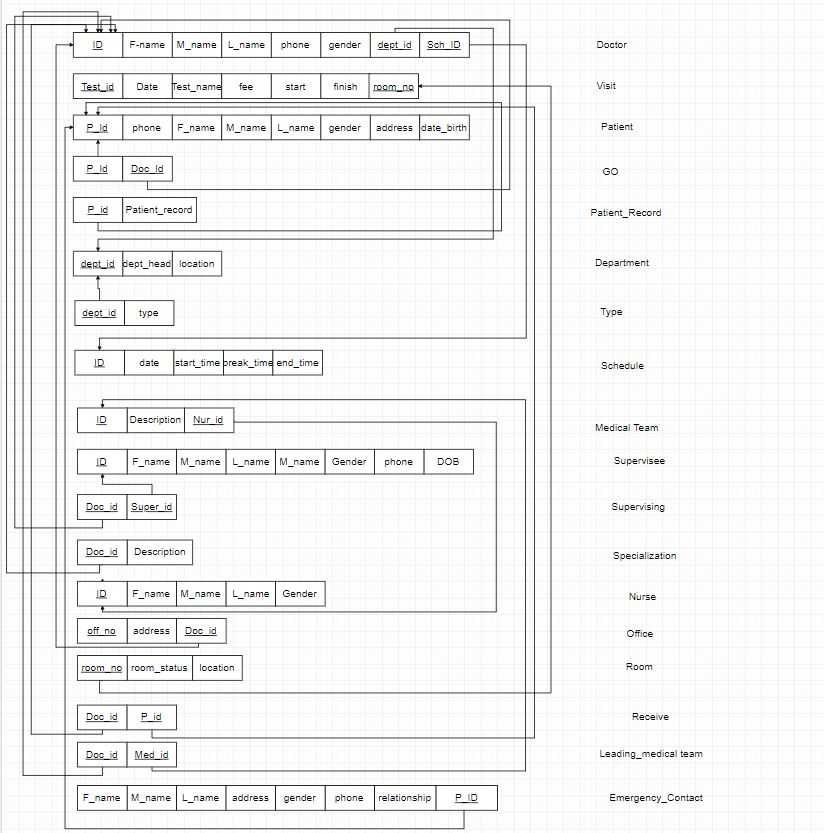 ID F-name M_name L_name phone gender dept_id Sch_ID Doctor
Test_id Date Test_name fee start finish room_no Visit
P_Id phone F_name M_name L_name gender address date_birth Patient
P_Id Doc_Id GO
P_id Patient_record Patient_Record
dept_id dept_head location Department
dept_id type Type
ID date start_time break_time end_time Schedule
ID Description Nur_id Medical Team
ID F_name M_name L_name M_name Gender phone DOB Supervisee
Doc_id Super_id Supervising
Doc_id Description Specialization
ID F_name M_name L_name Gender Nurse
off_no address Doc_id Office
room_no room_status location Room
Doc_id P_id Receive
Doc_id Med_id Leading_medical team
F_name M_name L_name address gender phone relationship P_ID Emergency_Contact